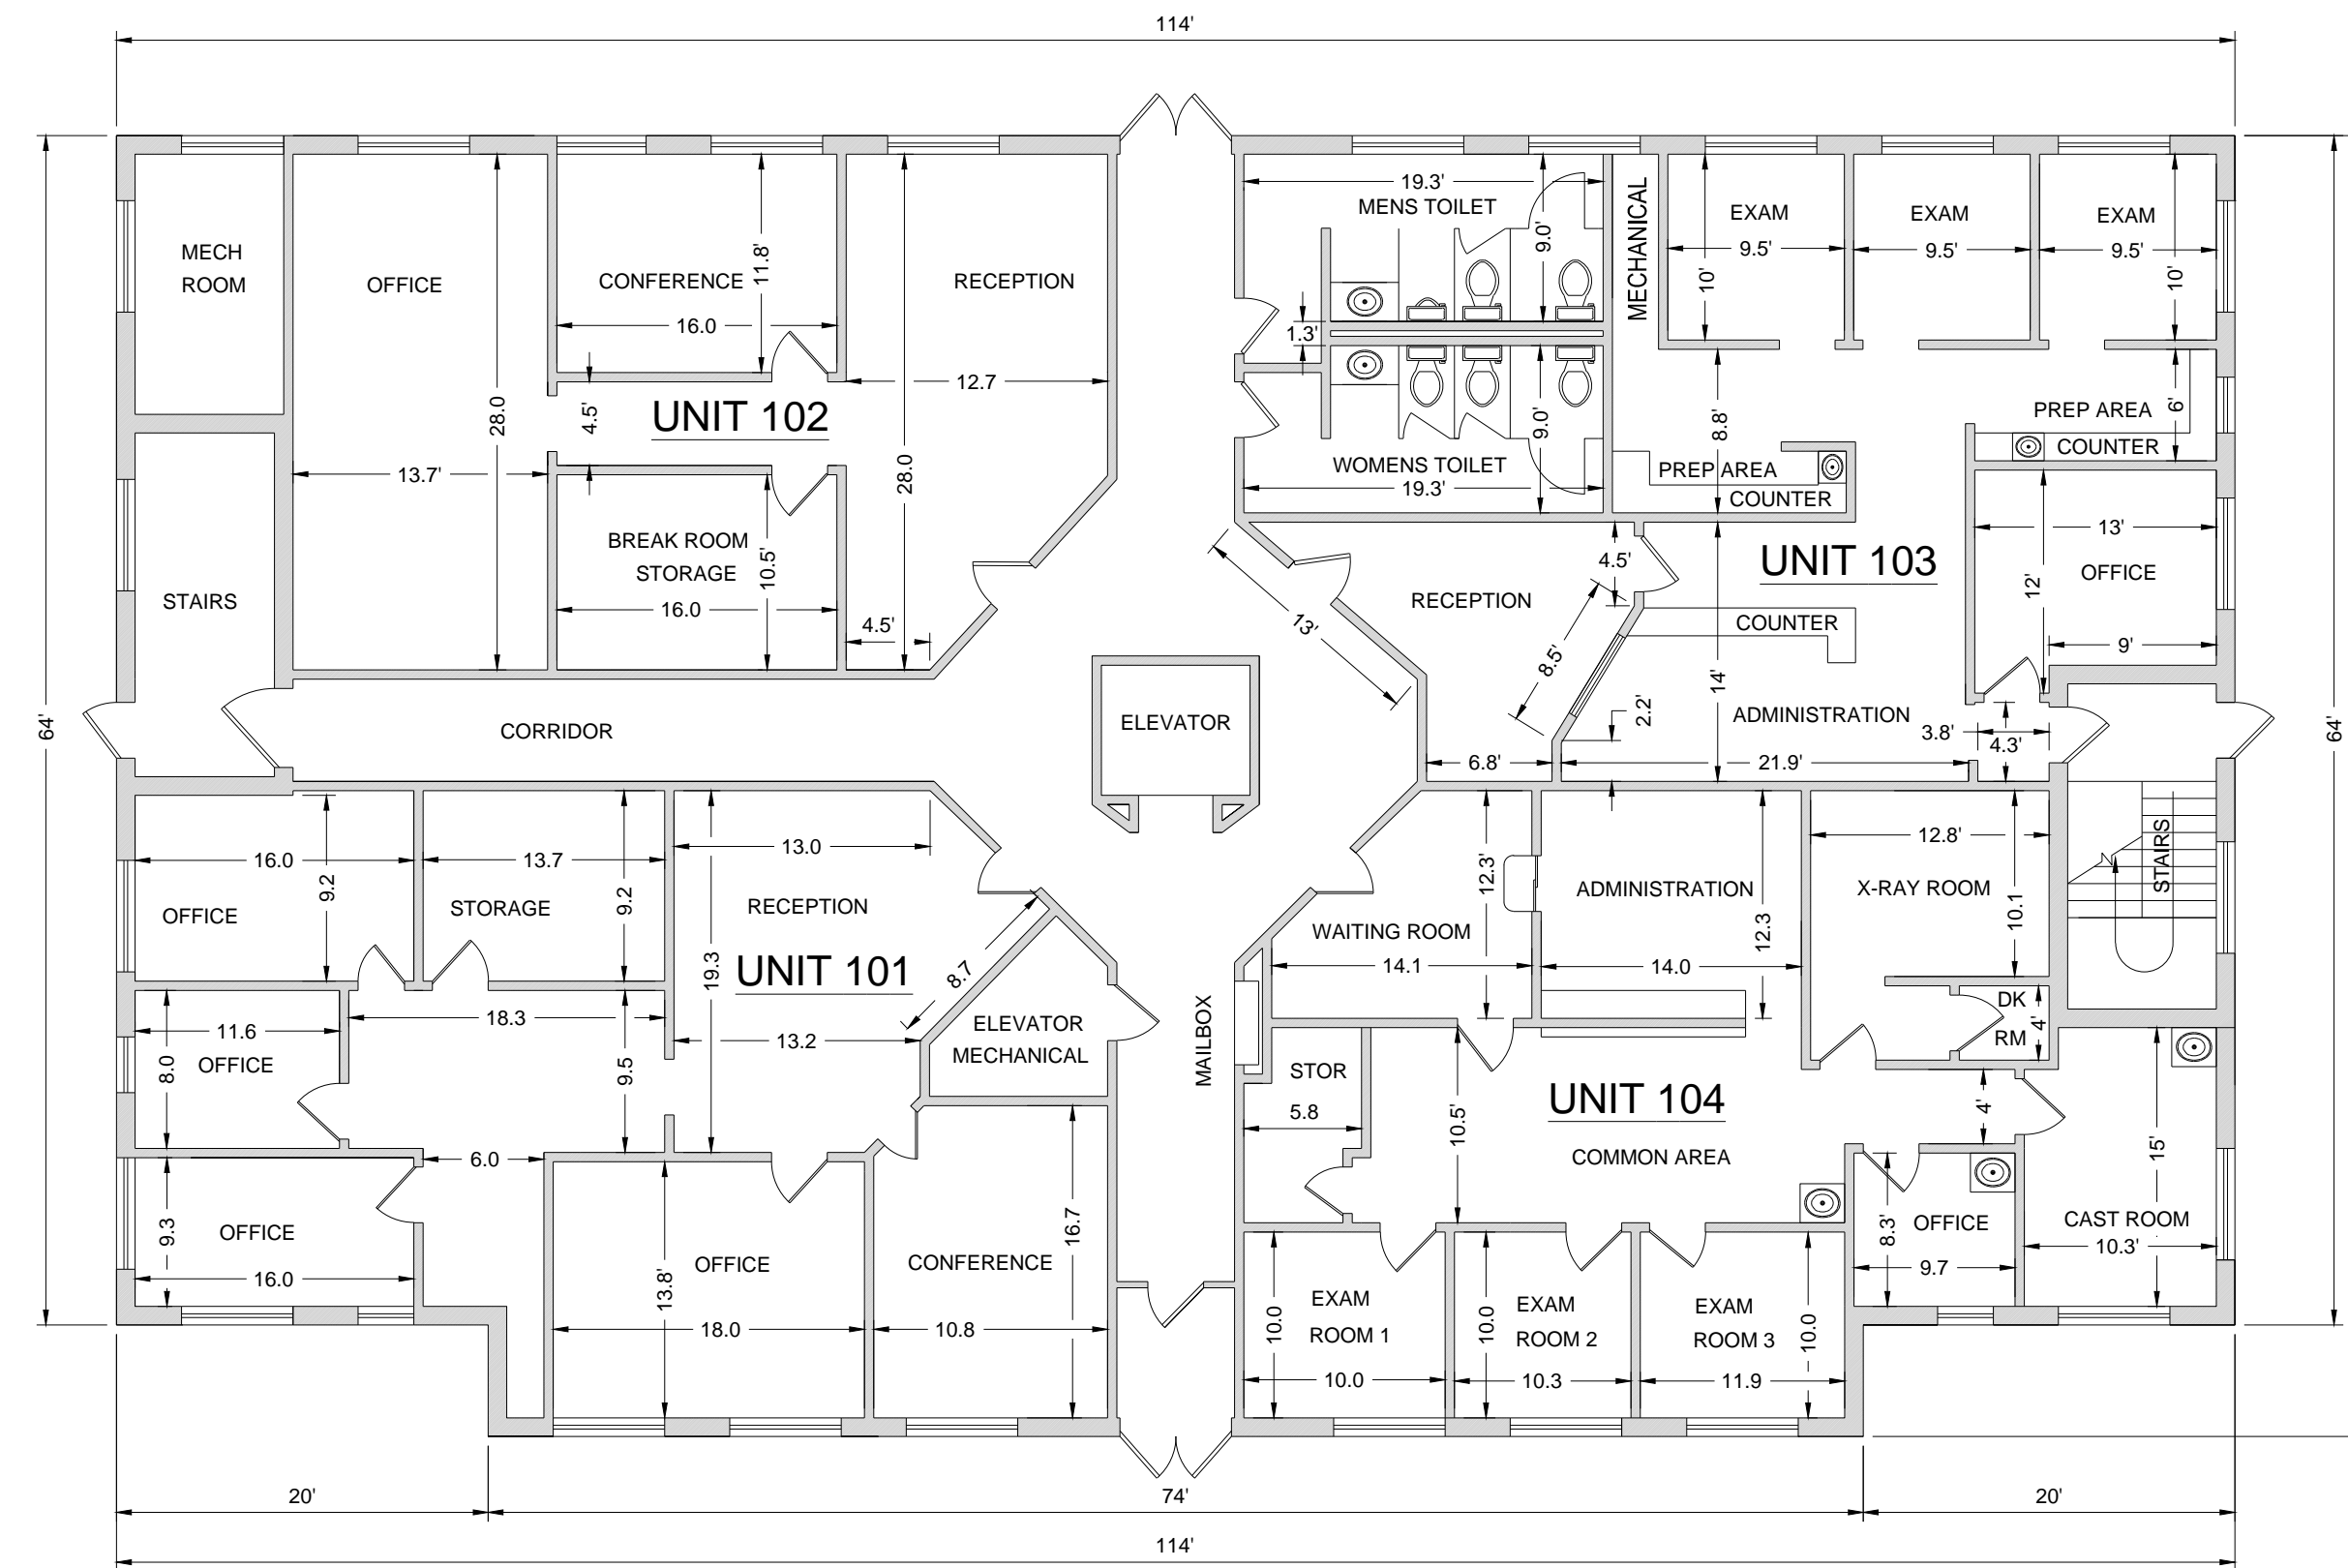 114'
64'
MECH
ROOM
OFFICE
28.0
13.7'
CONFERENCE
11.8'
16.0
4.5'
UNIT 102
RECEPTION
12.7
28.0
BREAK ROOM
STORAGE
10.5'
16.0
4.5'
STAIRS
CORRIDOR
ELEVATOR
19.3'
MENS TOILET
9.0'
1.3'
WOMENS TOILET
9.0'
19.3'
MECHANICAL
EXAM
9.5'
10'
EXAM
9.5'
EXAM
9.5'
10'
8.8'
PREP AREA
COUNTER
PREP AREA
6'
COUNTER
13'
RECEPTION
4.5'
8.5'
2.2'
6.8'
UNIT 103
COUNTER
14'
ADMINISTRATION
21.9'
13'
OFFICE
12'
9'
3.8'
4.3'
64'
16.0
9.2
OFFICE
13.7
9.2
STORAGE
13.0
RECEPTION
19.3
UNIT 101
8.7
13.2
ELEVATOR
MECHANICAL
11.6
OFFICE
8.0
18.3
9.5
6.0
9.3
OFFICE
16.0
13.8'
OFFICE
18.0
CONFERENCE
16.7
10.8
MAILBOX
WAITING ROOM
12.3'
14.1
ADMINISTRATION
12.3
14.0
12.8'
X-RAY ROOM
10.1
STAIRS
DK
RM
4'
STOR
5.8
10.5'
UNIT 104
COMMON AREA
4'
8.3'
OFFICE
9.7
15'
CAST ROOM
10.3'
EXAM
ROOM 1
10.0
10.0
EXAM
ROOM 2
10.0
10.3
EXAM
ROOM 3
10.0
11.9
20'
74'
20'
114'